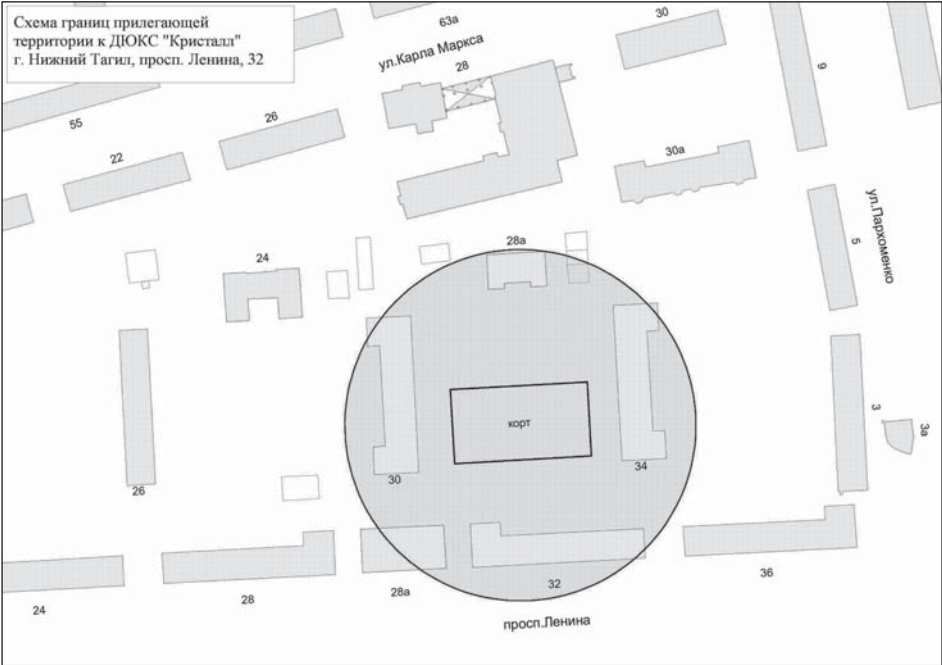 Схема границ прилегающей
территории к ДЮКС "Кристалл"
г. Нижний Тагил, просп. Ленина, 32
63а
30
ул.Карла Маркса
28
9
55
26
22
30а
ул.Пархоменко
5
28а
24
3
3а
корт
26
30
34
24
28
28а
32
36
просп.Ленина